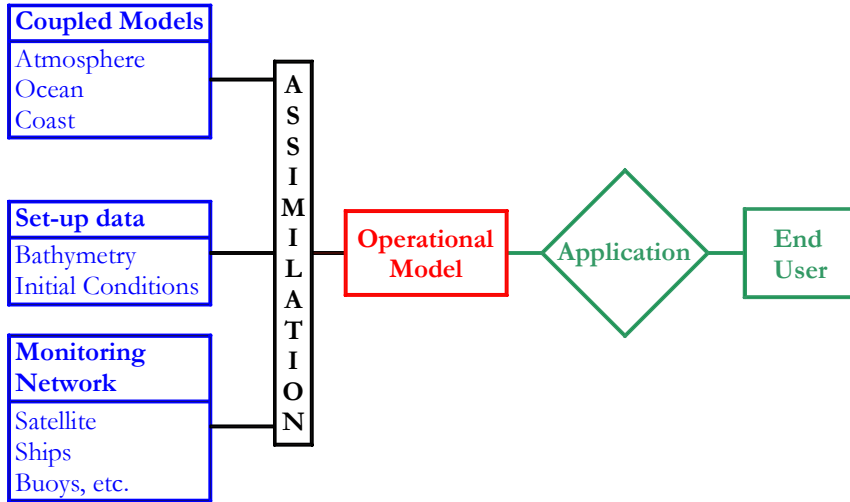 Coupled Models
Atmosphere
Ocean
Coast
Set-up data
Bathymetry
Initial Conditions
Monitoring
Network
Satellite
Ships
Buoys, etc.
ASSIMILATION
Operational
Model
Application
End
User